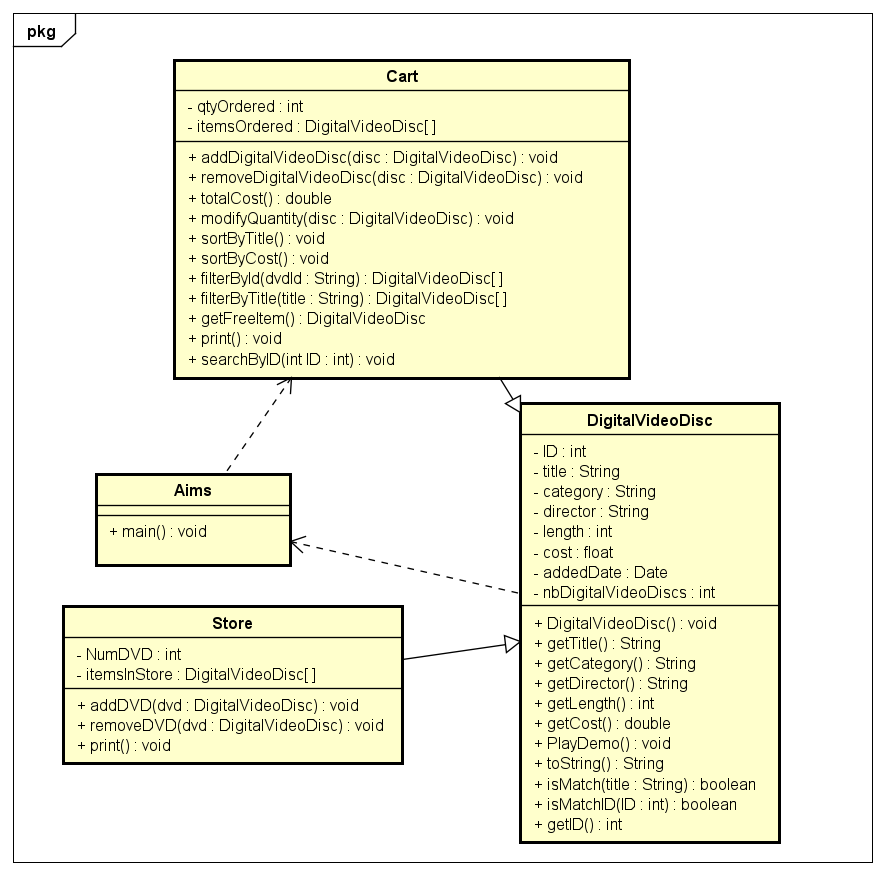 pkg
Cart
- qtyOrdered : int
- itemsOrdered : DigitalVideoDisc[ ]
+ addDigitalVideoDisc(disc : DigitalVideoDisc) : void
+ removeDigitalVideoDisc(disc : DigitalVideoDisc) : void
+ totalCost() : double
+ modifyQuantity(disc : DigitalVideoDisc) : void
+ sortByTitle() : void
+ sortByCost() : void
+ filterById(dvdId : String) : DigitalVideoDisc[ ]
+ filterByTitle(title : String) : DigitalVideoDisc[ ]
+ getFreeItem() : DigitalVideoDisc
+ print() : void
+ searchByID(int ID : int) : void
Aims
+ main() : void
Store
- NumDVD : int
- itemsInStore : DigitalVideoDisc[ ]
+ addDVD(dvd : DigitalVideoDisc) : void
+ removeDVD(dvd : DigitalVideoDisc) : void
+ print() : void
DigitalVideoDisc
- ID : int
- title : String
- category : String
- director : String
- length : int
- cost : float
- addedDate : Date
- nbDigitalVideoDiscs : int
+ DigitalVideoDisc() : void
+ getTitle() : String
+ getCategory() : String
+ getDirector() : String
+ getLength() : int
+ getCost() : double
+ PlayDemo() : void
+ toString() : String
+ isMatch(title : String) : boolean
+ isMatchID(ID : int) : boolean
+ getID() : int